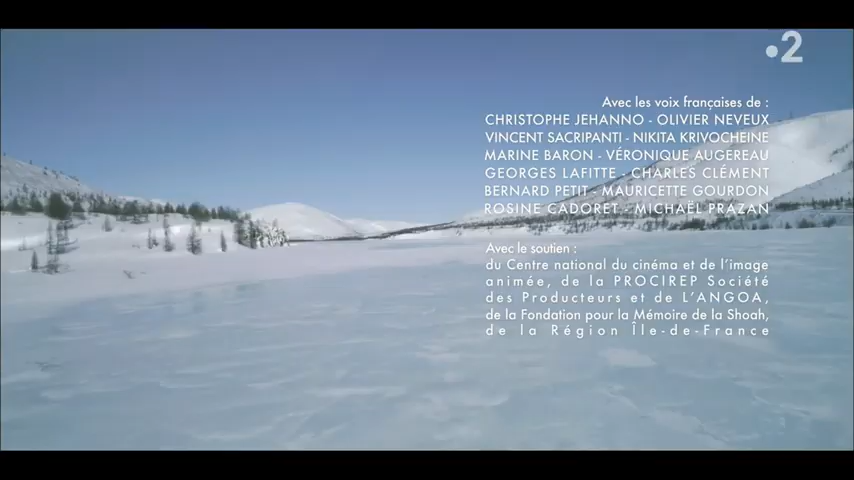 2
Avec les voix françaises de :
CHRISTOPHE JEHANNO - OLIVIER NEVEUX
VINCENT SACRIPANTI - NIKITA KRIVOCHEINE
MARINE BARON - VÉRONIQUE AUGEREAU
GEORGES LAFITTE - CHARLES CLÉMENT
BERNARD PETIT - MAURICETTE GOURDON
ROSINE CADORET - MICHAËL PRAZAN
Avec le soutien :
du Centre national du cinéma et de l'image
animée, de la PROCIREP Société
des Producteurs et de L'ANGOA,
de la Fondation pour la Mémoire de la Shoah,
de la Région Île-de-France